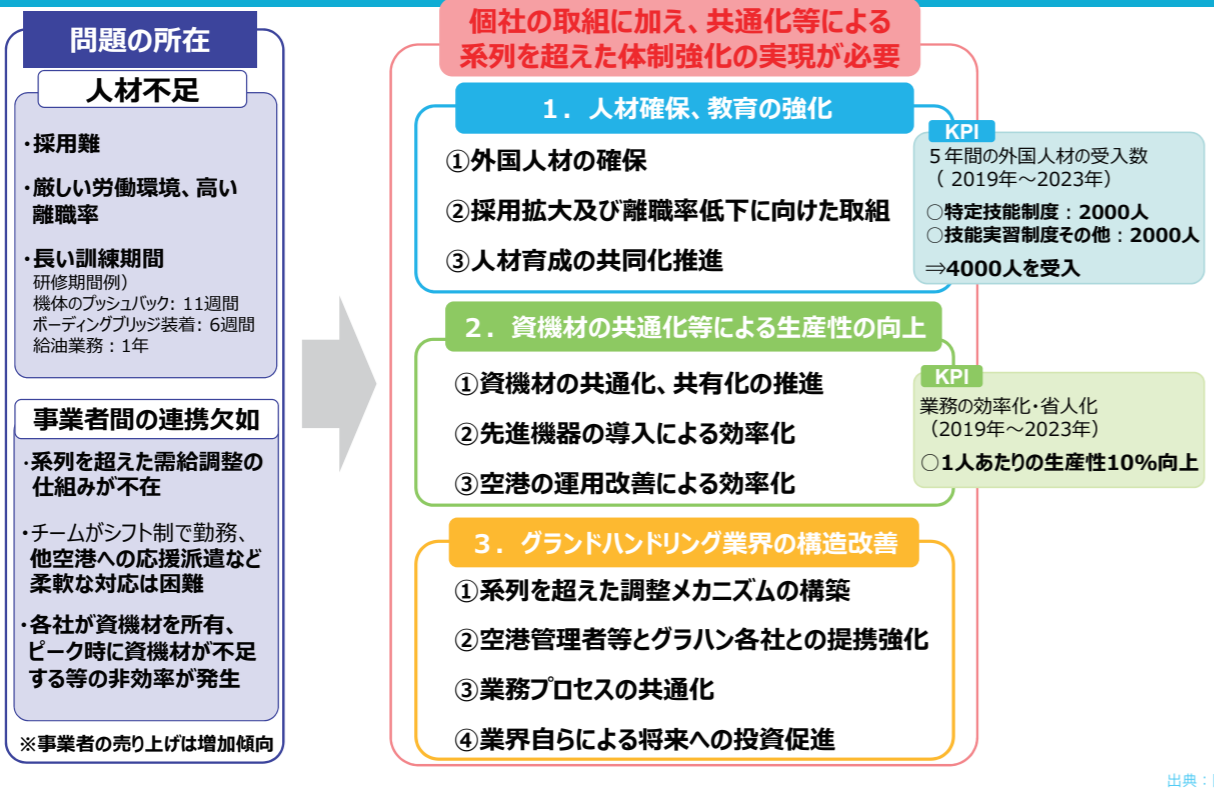 問題の所在
人材不足
・採用難
・厳しい労働環境、高い
離職率
・長い訓練期間
研修期間例）
機体のプッシュバック: 11週間
ボーディングブリッジ装着: 6週間
給油業務：1年
事業者間の連携欠如
・系列を超えた需給調整の
仕組みが不在
・チームがシフト制で勤務、
他空港への応援派遣など
柔軟な対応は困難
・各社が資機材を所有、
ピーク時に資機材が不足
する等の非効率が発生
※事業者の売り上げは増加傾向
個社の取組に加え、共通化等による
系列を超えた体制強化の実現が必要
１．人材確保、教育の強化
①外国人材の確保
②採用拡大及び離職率低下に向けた取組
③人材育成の共同化推進
KPI
５年間の外国人材の受入数
（ 2019年～2023年）
○特定技能制度：2000人
○技能実習制度その他：2000人
⇒4000人を受入
２．資機材の共通化等による生産性の向上
①資機材の共通化、共有化の推進
②先進機器の導入による効率化
③空港の運用改善による効率化
KPI
業務の効率化・省人化
（2019年～2023年）
○1人あたりの生産性10%向上
３．グランドハンドリング業界の構造改善
①系列を超えた調整メカニズムの構築
②空港管理者等とグラハン各社との提携強化
③業務プロセスの共通化
④業界自らによる将来への投資促進
出典：